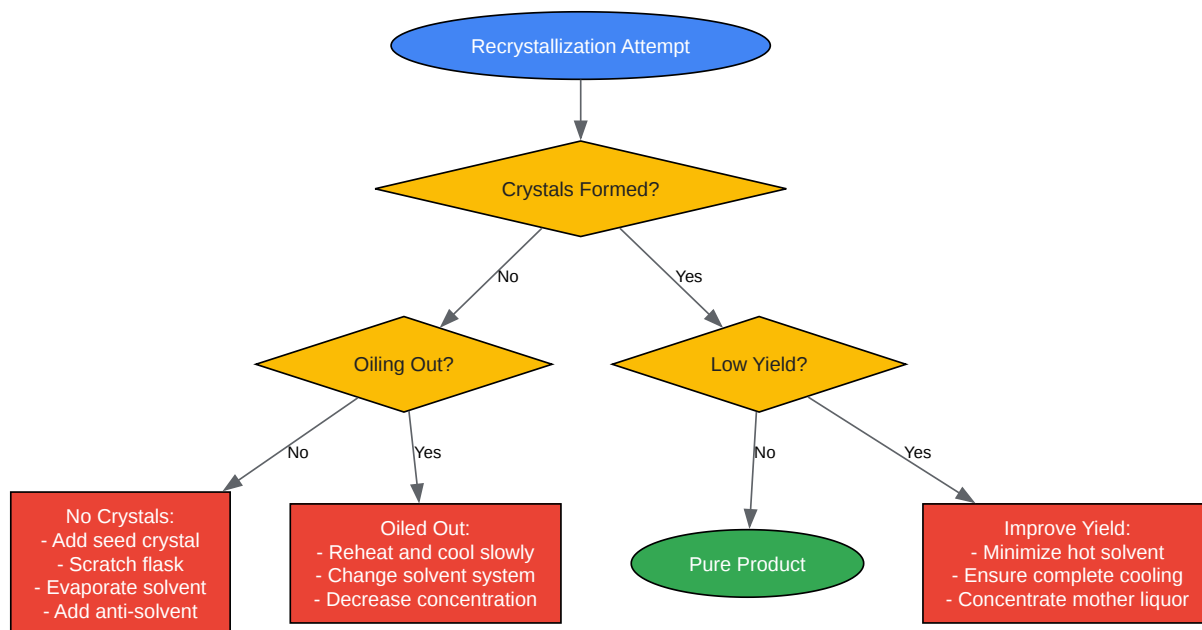 Recrystallization Attempt
Crystals Formed?
No
Yes
Oiling Out?
Low Yield?
No
Yes
No
Yes
No Crystals:
- Add seed crystal
- Scratch flask
- Evaporate solvent
- Add anti-solvent
Oiled Out:
- Reheat and cool slowly
- Change solvent system
- Decrease concentration
Pure Product
Improve Yield:
- Minimize hot solvent
- Ensure complete cooling
- Concentrate mother liquor